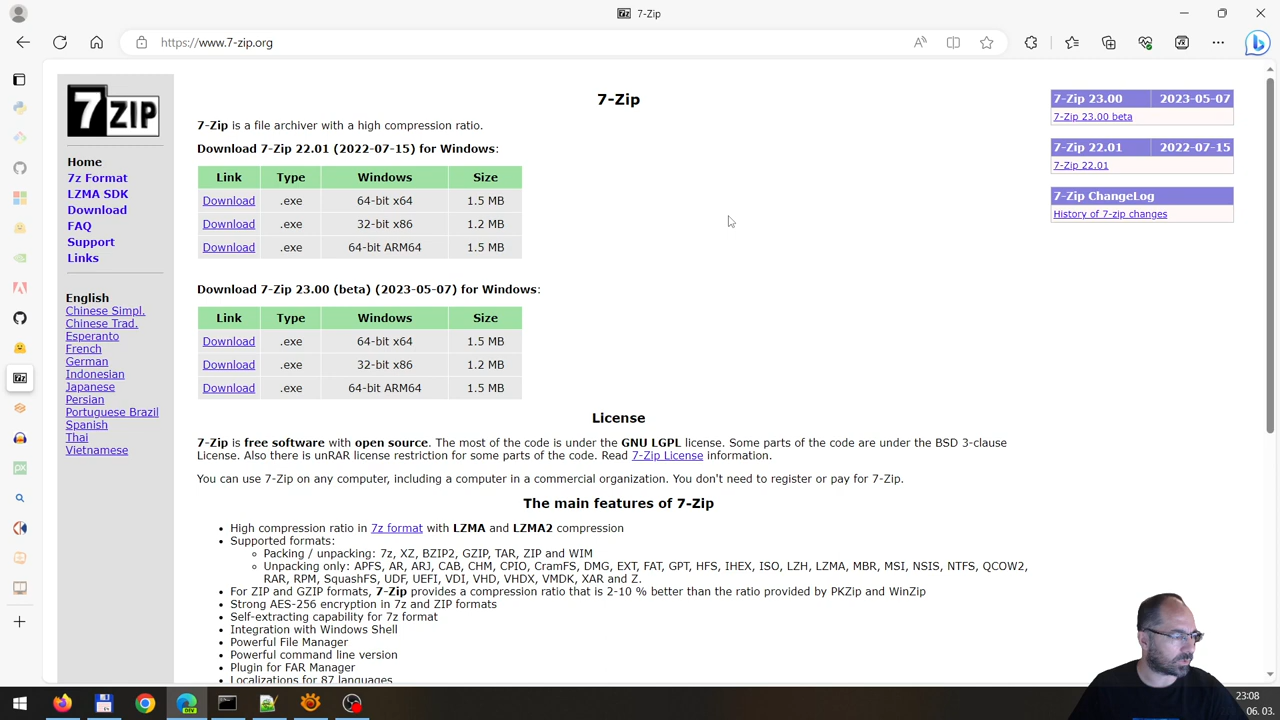 7-Zip
https://www.7-zip.org
7 ZIP
Home
7z Format
LZMA SDK
Download
FAQ
Support
Links
English
Chinese Simpl.
Chinese Trad.
Esperanto
French
German
Indonesian
Japanese
Persian
Portuguese Brazil
Spanish
Thai
Vietnamese
7-Zip
7-Zip is a file archiver with a high compression ratio.
Download 7-Zip 22.01 (2022-07-15) for Windows:
Link Type Windows Size
Download .exe 64-bit x64 1.5 MB
Download .exe 32-bit x86 1.2 MB
Download .exe 64-bit ARM64 1.5 MB
Download 7-Zip 23.00 (beta) (2023-05-07) for Windows:
Link Type Windows Size
Download .exe 64-bit x64 1.5 MB
Download .exe 32-bit x86 1.2 MB
Download .exe 64-bit ARM64 1.5 MB
License
7-Zip is free software with open source. The most of the code is under the GNU LGPL license. Some parts of the code are under the BSD 3-clause
License. Also there is unRAR license restriction for some parts of the code. Read 7-Zip License information.
You can use 7-Zip on any computer, including a computer in a commercial organization. You don't need to register or pay for 7-Zip.
The main features of 7-Zip
• High compression ratio in 7z format with LZMA and LZMA2 compression
• Supported formats:
◦ Packing / unpacking: 7z, XZ, BZIP2, GZIP, TAR, ZIP and WIM
◦ Unpacking only: APFS, AR, ARJ, CAB, CHM, CPIO, CramFS, DMG, EXT, FAT, GPT, HFS, IHEX, ISO, LZH, LZMA, MBR, MSI, NSIS, NTFS, QCOW2,
RAR, RPM, SquashFS, UDF, UEFI, VDI, VHD, VHDX, VMDK, XAR and Z.
• For ZIP and GZIP formats, 7-Zip provides a compression ratio that is 2-10 % better than the ratio provided by PKZip and WinZip
• Strong AES-256 encryption in 7z and ZIP formats
• Self-extracting capability for 7z format
• Integration with Windows Shell
• Powerful File Manager
• Powerful command line version
• Plugin for FAR Manager
• Localizations for 87 languages
7-Zip 23.00 2023-05-07
7-Zip 23.00 beta
7-Zip 22.01 2022-07-15
7-Zip 22.01
7-Zip ChangeLog
History of 7-zip changes
23:08
06. 03.